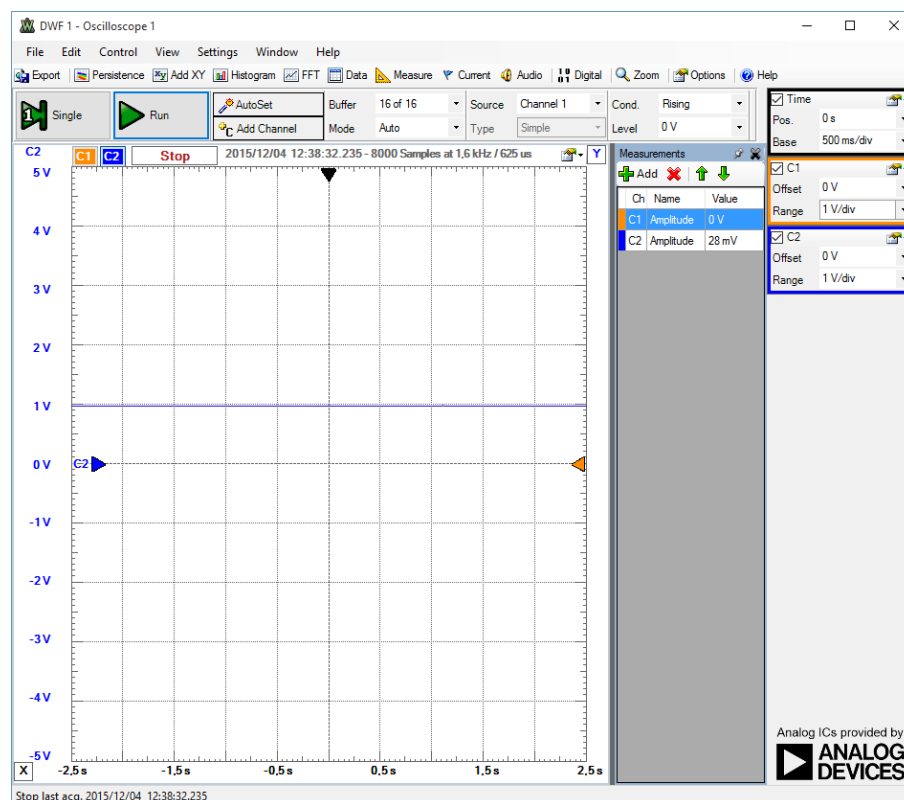 DWF 1 - Oscilloscope 1
File Edit Control View Settings Window Help
Export Persistence Add XY Histogram FFT Data Measure Current Audio Digital Zoom Options Help
Single Run AutoSet Buffer 16 of 16 Source Channel 1 Cond. Rising
Add Channel Mode Auto Type Simple Level 0 V
Time
Pos. 0 s
Base 500 ms/div
C1
Offset 0 V
Range 1 V/div
C2
Offset 0 V
Range 1 V/div
C2 C1 C2 Stop 2015/12/04 12:38:32.235 - 8000 Samples at 1,6 kHz / 625 us Y
Measurements
Add
Ch Name Value
C1 Amplitude 0 V
C2 Amplitude 28 mV
5 V
4 V
3 V
2 V
1 V
0 V C2
-1 V
-2 V
-3 V
-4 V
-5 V
X -2,5 s -1,5 s -0,5 s 0,5 s 1,5 s 2,5 s
Analog ICs provided by
ANALOG
DEVICES
Stop last acq. 2015/12/04 12:38:32.235